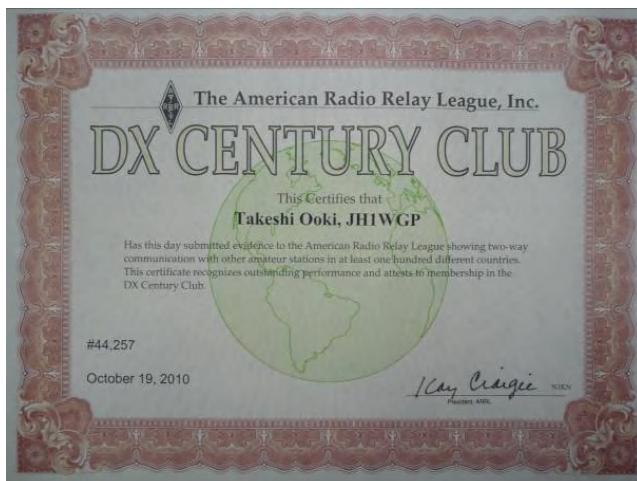 The American Radio Relay League, Inc.
DX CENTURY CLUB
This Certifies that
Takeshi Ooki, JH1WGP
Has this day submitted evidence to the American Radio Relay League showing two-way
communication with other amateur stations in at least one hundred different countries.
This certificate recognizes outstanding performance and attests to membership in the
DX Century Club.
#44,257
October 19, 2010
Kay Craigie N3KN
President, ARRL